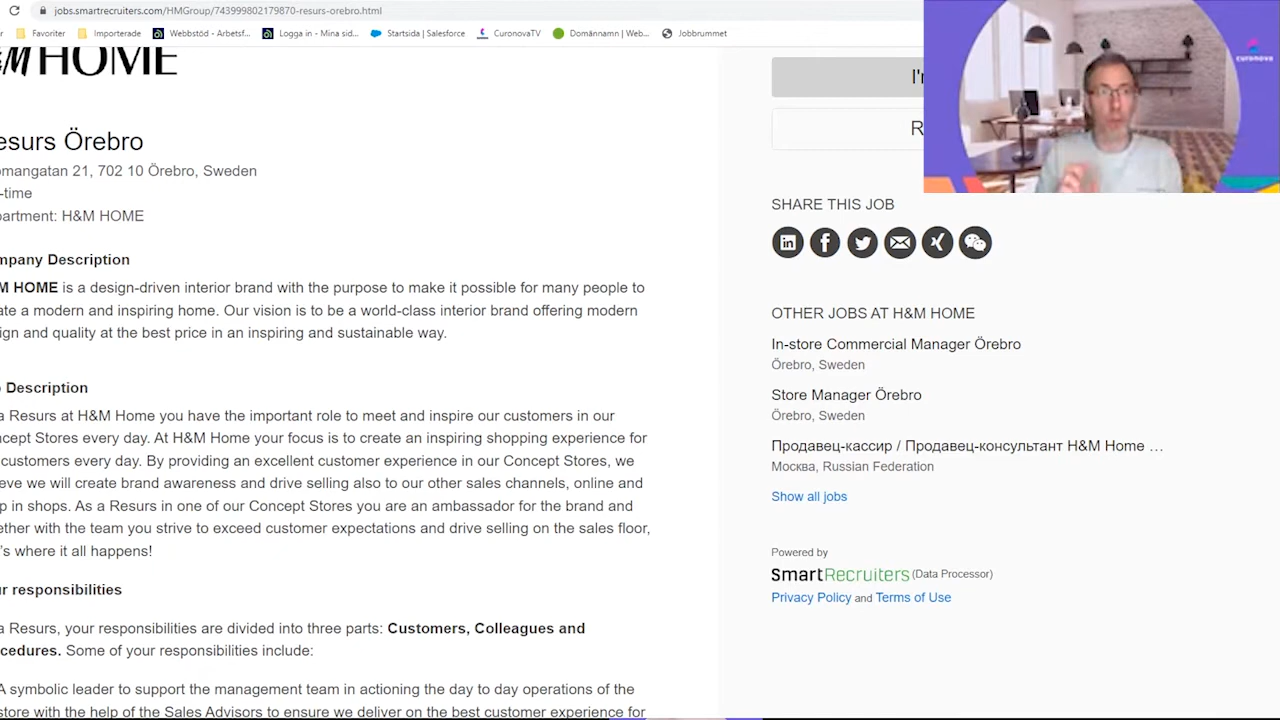 jobs.smartrecruiters.com/HMGroup/743999802179870-resurs-orebro.html
Favoriter
Importerade
Webbstöd - Arbetsf...
Logga in - Mina sid...
Startsida | Salesforce
CuronovaTV
Domännamn | Web...
Jobbrummet
curonova
HOME
esurs Örebro
mangatan 21, 702 10 Örebro, Sweden
-time
artment: H&M HOME
mpany Description
M HOME is a design-driven interior brand with the purpose to make it possible for many people to
ate a modern and inspiring home. Our vision is to be a world-class interior brand offering modern
ign and quality at the best price in an inspiring and sustainable way.
Description
a Resurs at H&M Home you have the important role to meet and inspire our customers in our
cept Stores every day. At H&M Home your focus is to create an inspiring shopping experience for
customers every day. By providing an excellent customer experience in our Concept Stores, we
eve we will create brand awareness and drive selling also to our other sales channels, online and
p in shops. As a Resurs in one of our Concept Stores you are an ambassador for the brand and
ether with the team you strive to exceed customer expectations and drive selling on the sales floor,
's where it all happens!
r responsibilities
a Resurs, your responsibilities are divided into three parts: Customers, Colleagues and
cedures. Some of your responsibilities include:
A symbolic leader to support the management team in actioning the day to day operations of the
store with the help of the Sales Advisors to ensure we deliver on the best customer experience for
I'
R
SHARE THIS JOB
OTHER JOBS AT H&M HOME
In-store Commercial Manager Örebro
Örebro, Sweden
Store Manager Örebro
Örebro, Sweden
Продавец-кассир / Продавец-консультант H&M Home …
Москва, Russian Federation
Show all jobs
Powered by
SmartRecruiters (Data Processor)
Privacy Policy and Terms of Use